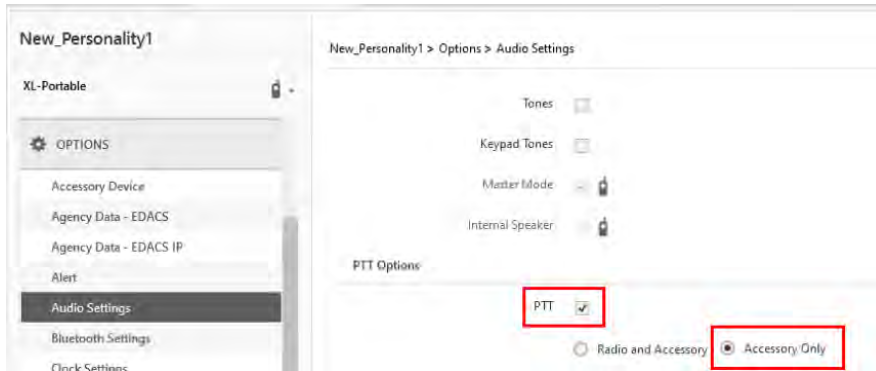 New_Personality1
New_Personality1 > Options > Audio Settings
XL-Portable
Tones
OPTIONS
Keypad Tones
Accessory Device
Master Mode
Agency Data - EDACS
Internal Speaker
Agency Data - EDACS IP
PTT Options
Alert
Audio Settings
PTT
Bluetooth Settings
Radio and Accessory Accessory Only
Clock Settings